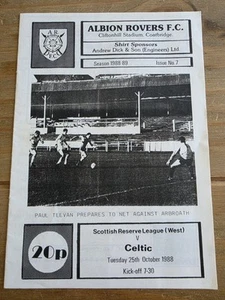 ALBION ROVERS F.C.
Cliftonhill Stadium, Coatbridge
Shirt Sponsors
Andrew Dick & Son (Engineers) Ltd.
Season 1988 89
Issue No. 7
PAUL TEEVAN PREPARES TO NET AGAINST ARBROATH
20p
Scottish Reserve League (West)
V
Celtic
Tuesday 25th October 1988
Kick-off 7-30